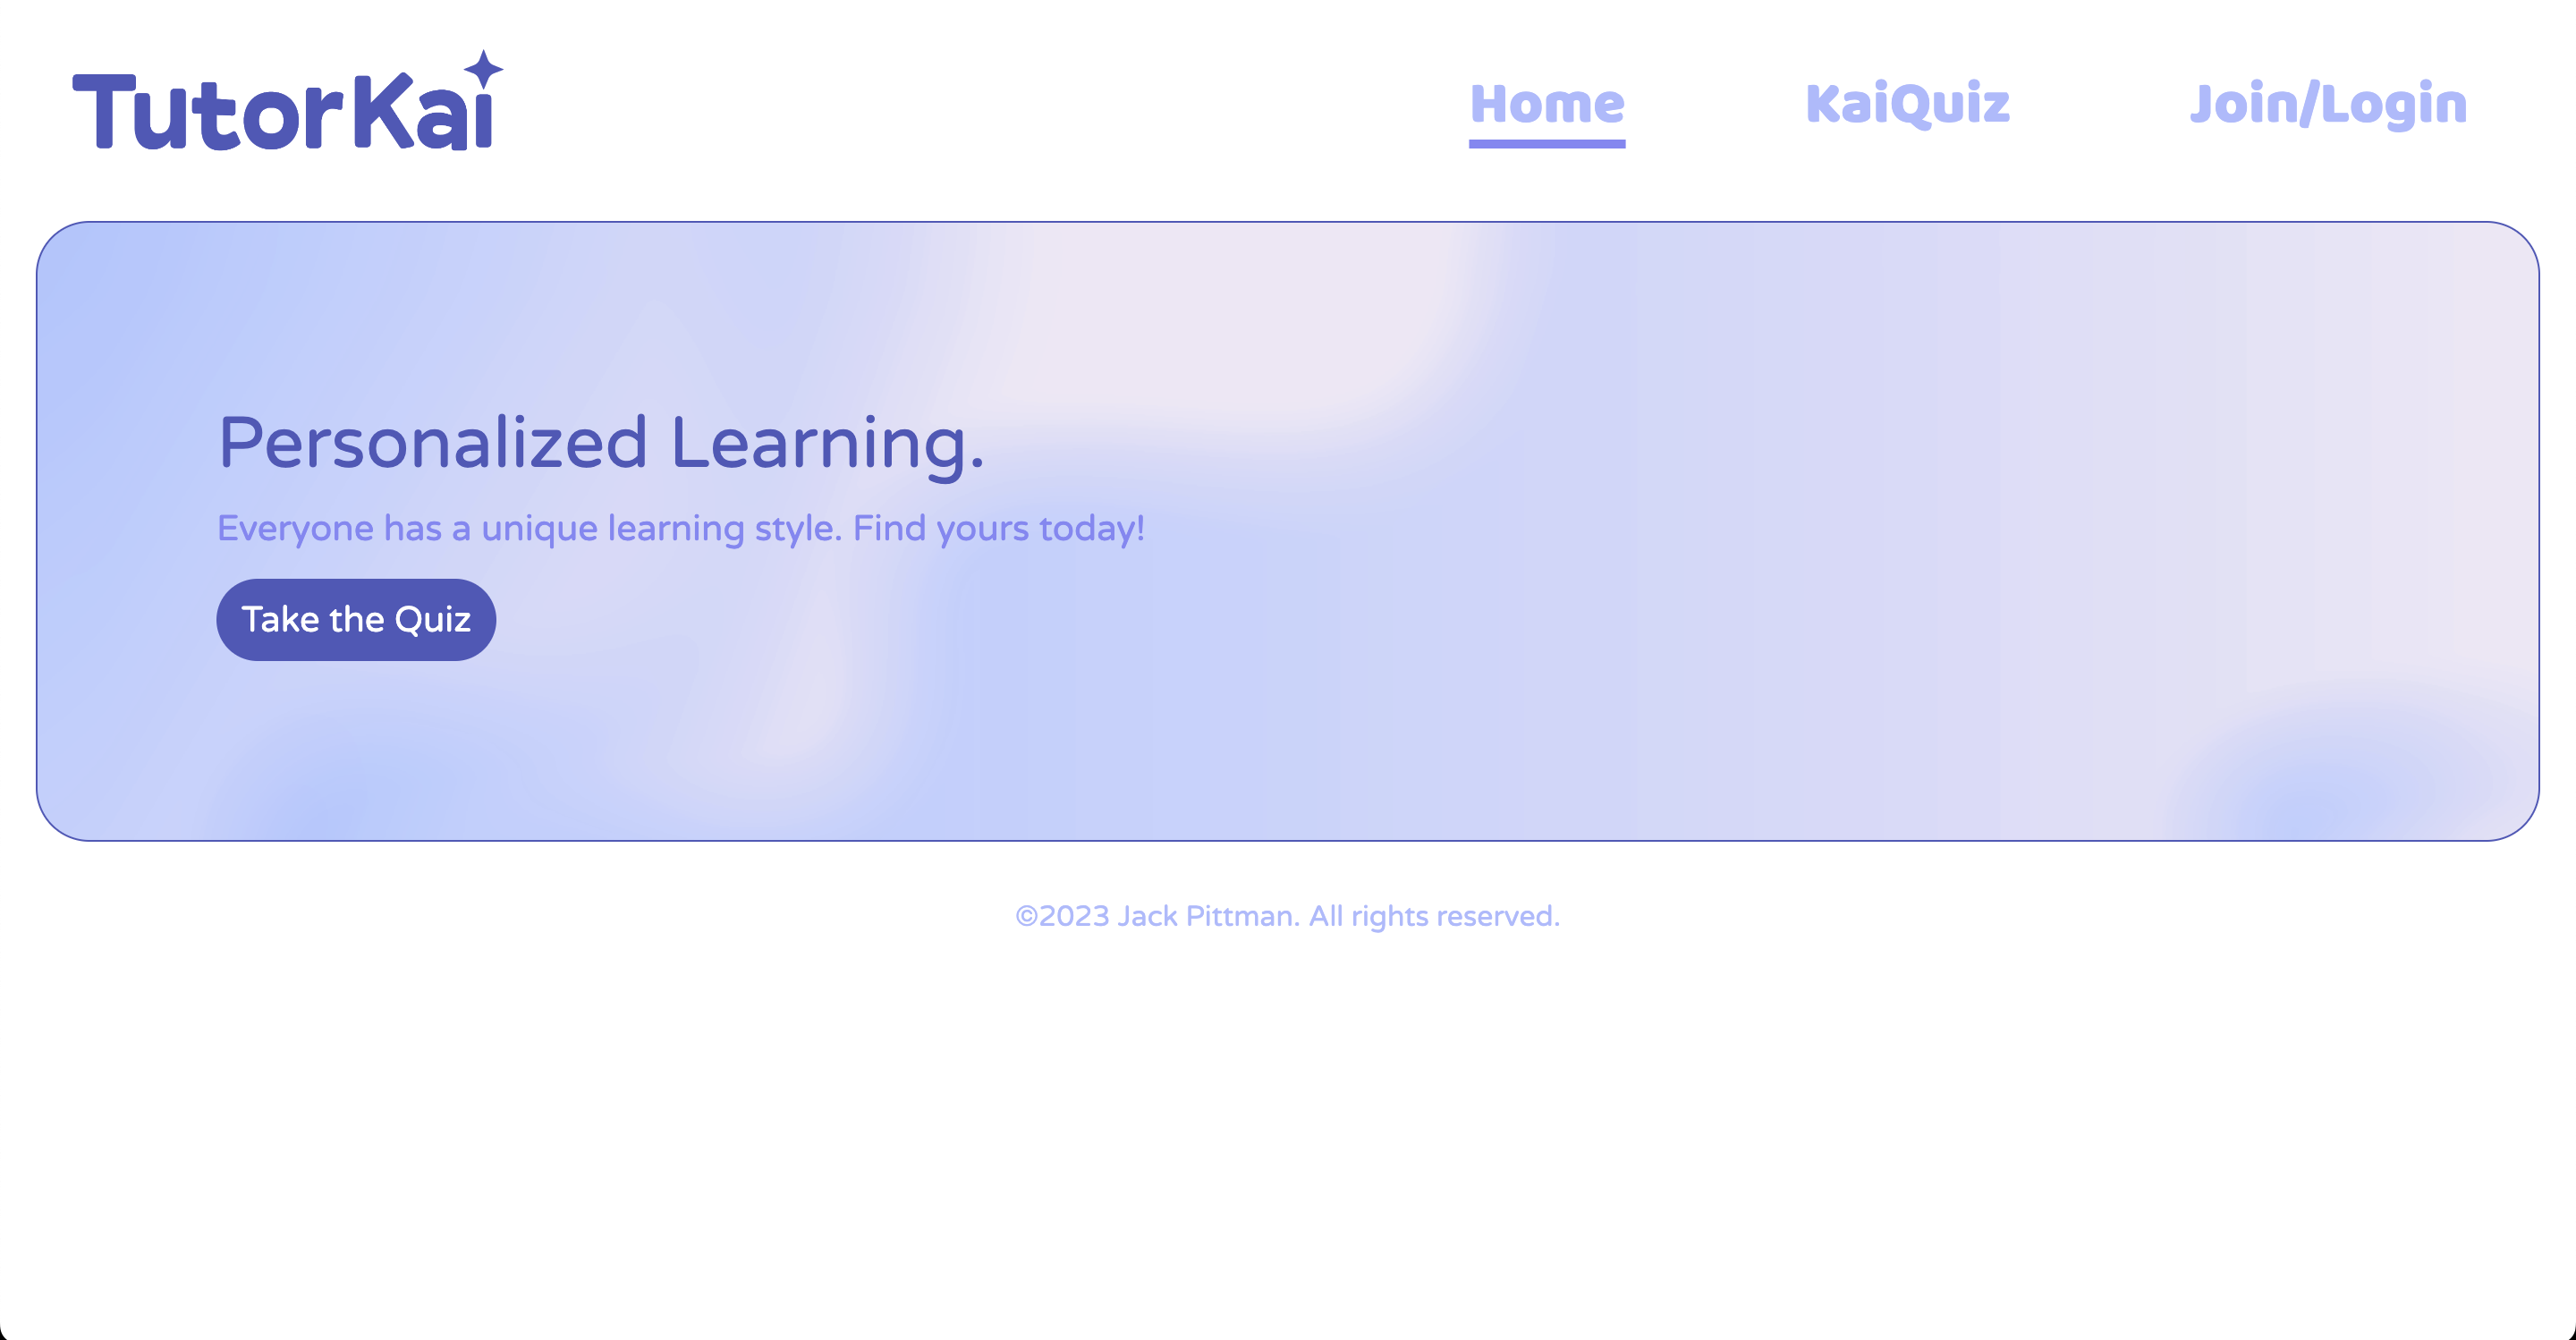 TutorKai
Home
KaiQuiz
Join/Login
Personalized Learning.
Everyone has a unique learning style. Find yours today!
Take the Quiz
©2023 Jack Pittman. All rights reserved.